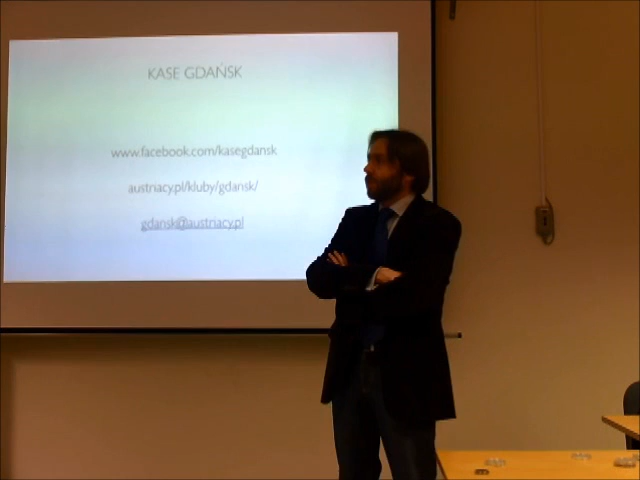 KASE GDAŃSK
www.facebook.com/kasegdansk
austriacy.pl/kluby/gdansk/
gdansk@austriacy.pl